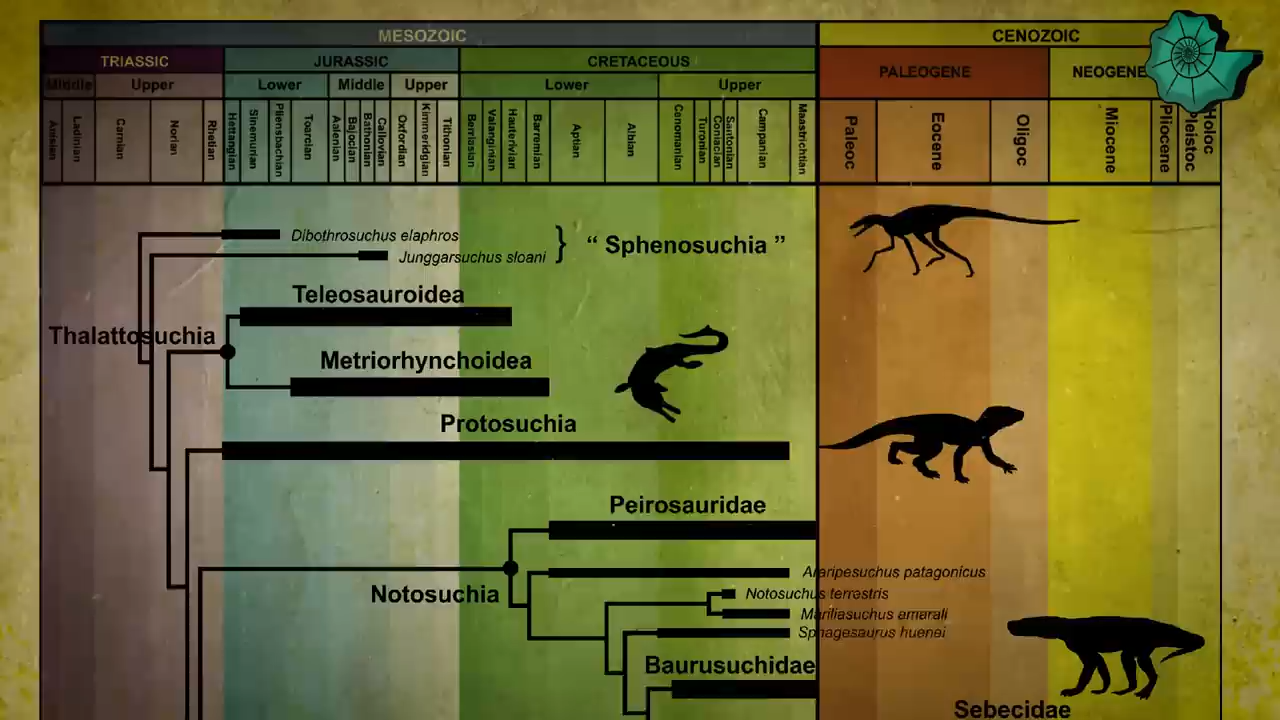 MESOZOIC CENOZOIC
TRIASSIC JURASSIC CRETACEOUS PALEOGENE NEOGENE
Middle Upper Lower Middle Upper Lower Upper
Anisian Ladinian Carnian Norian Rhetian Hettangian Sinemurian Pliensbachian Toarcian Aalenian Bajocian Bathonian Callovian Oxfordian Kimmeridgian Tithonian Berriasian Valanginian Hauterivian Barremian Aptian Albian Cenomanian Turonian Coniacian Santonian Campanian Maastrichtian Paleoc Eocene Oligoc Miocene Pliocene Pleistoc Holoc
Dibothrosuchus elaphros
Junggarsuchus sloani
} “ Sphenosuchia ”
Teleosauroidea
Thalattosuchia
Metriorhynchoidea
Protosuchia
Peirosauridae
Araripesuchus patagonicus
Notosuchia
Notosuchus terrestris
Mariliasuchus amarali
Sphagesaurus huenei
Baurusuchidae
Sebecidae